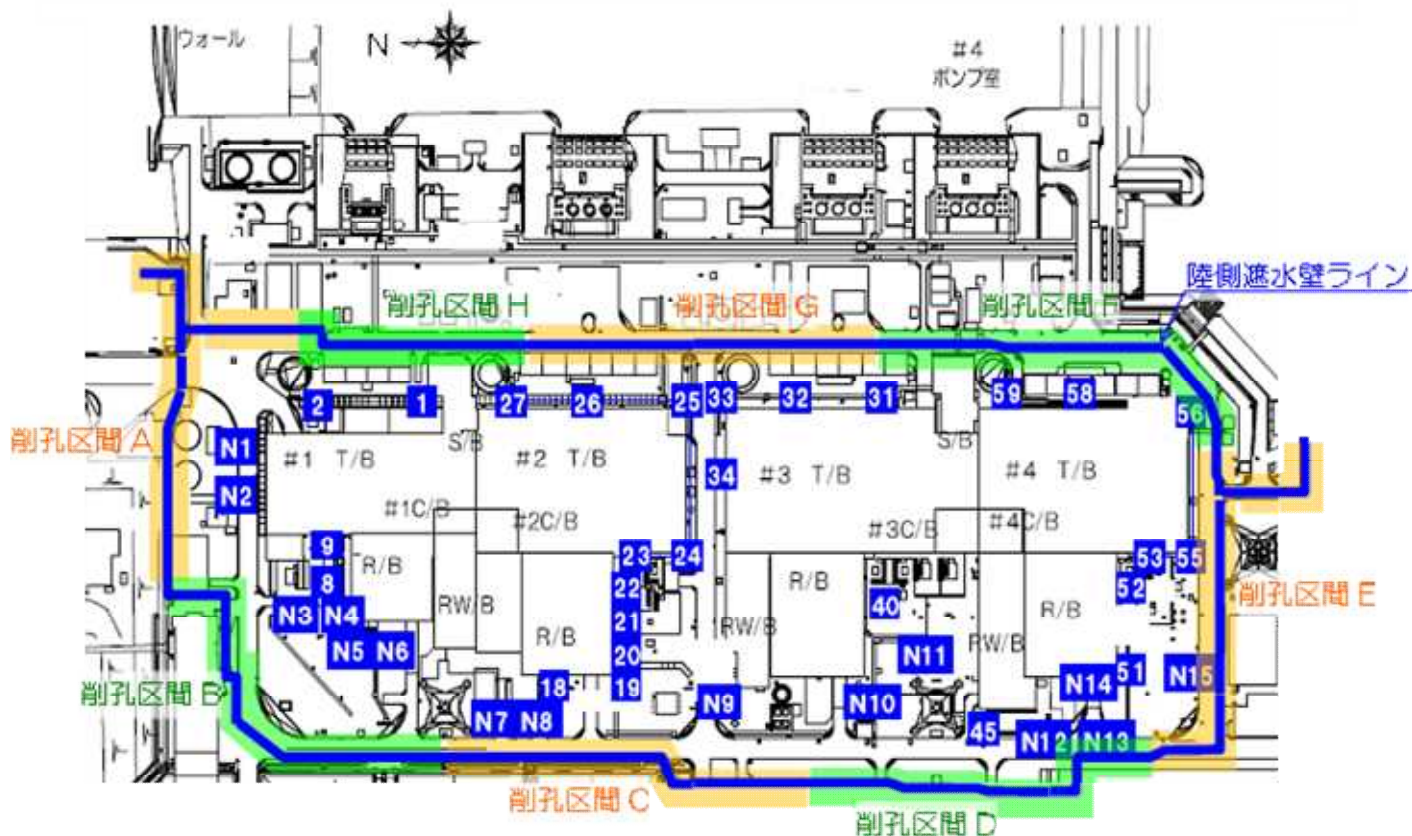 ウォール
N
#4
ポンプ室
陸側遮水壁ライン
削孔区間 H
削孔区間 G
削孔区間 F
2
1
27
26
25
33
32
31
59
58
56
削孔区間 A
N1
N2
#1 T/B
S/B
#2 T/B
34
#3 T/B
S/B
#4 T/B
#1C/B
#2C/B
#3C/B
#4C/B
9
8
R/B
23
24
22
21
20
19
R/B
40
53
55
52
削孔区間 E
N3
N4
N5
N6
RW/B
R/B
RW/B
N11
RW/B
R/B
51
N15
削孔区間 B
18
N7
N8
N9
N10
45
N14
N12
N13
削孔区間 C
削孔区間 D